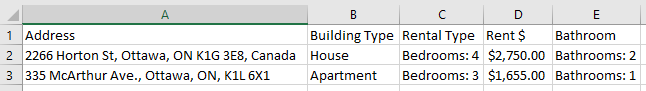 A B C D E
1 Address Building Type Rental Type Rent $ Bathroom
2 2266 Horton St, Ottawa, ON K1G 3E8, Canada House Bedrooms: 4 $2,750.00 Bathrooms: 2
3 335 McArthur Ave., Ottawa, ON, K1L 6X1 Apartment Bedrooms: 3 $1,655.00 Bathrooms: 1